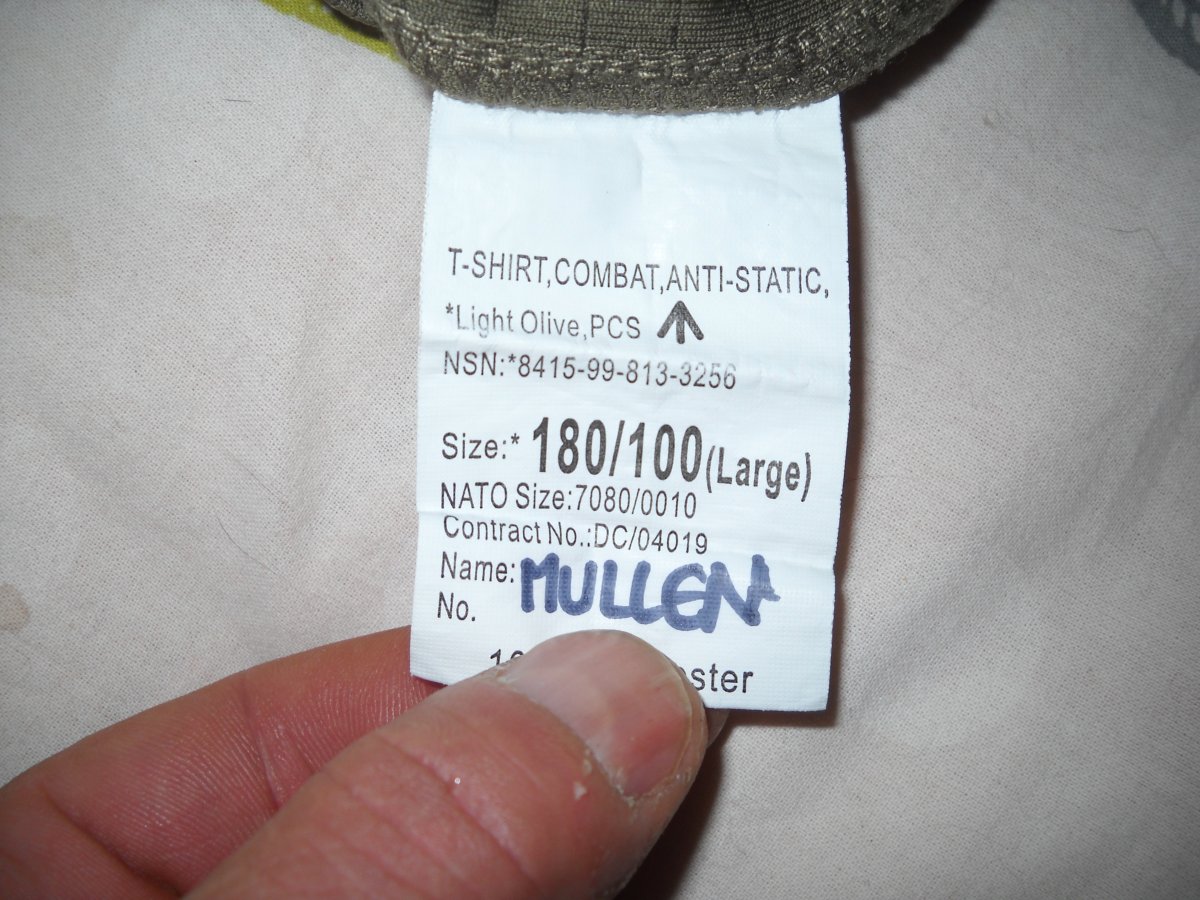 T-SHIRT,COMBAT,ANTI-STATIC,
*Light Olive,PCS
NSN:*8415-99-813-3256
Size:* 180/100(Large)
NATO Size:7080/0010
Contract No.:DC/04019
Name: MULLEN
No.